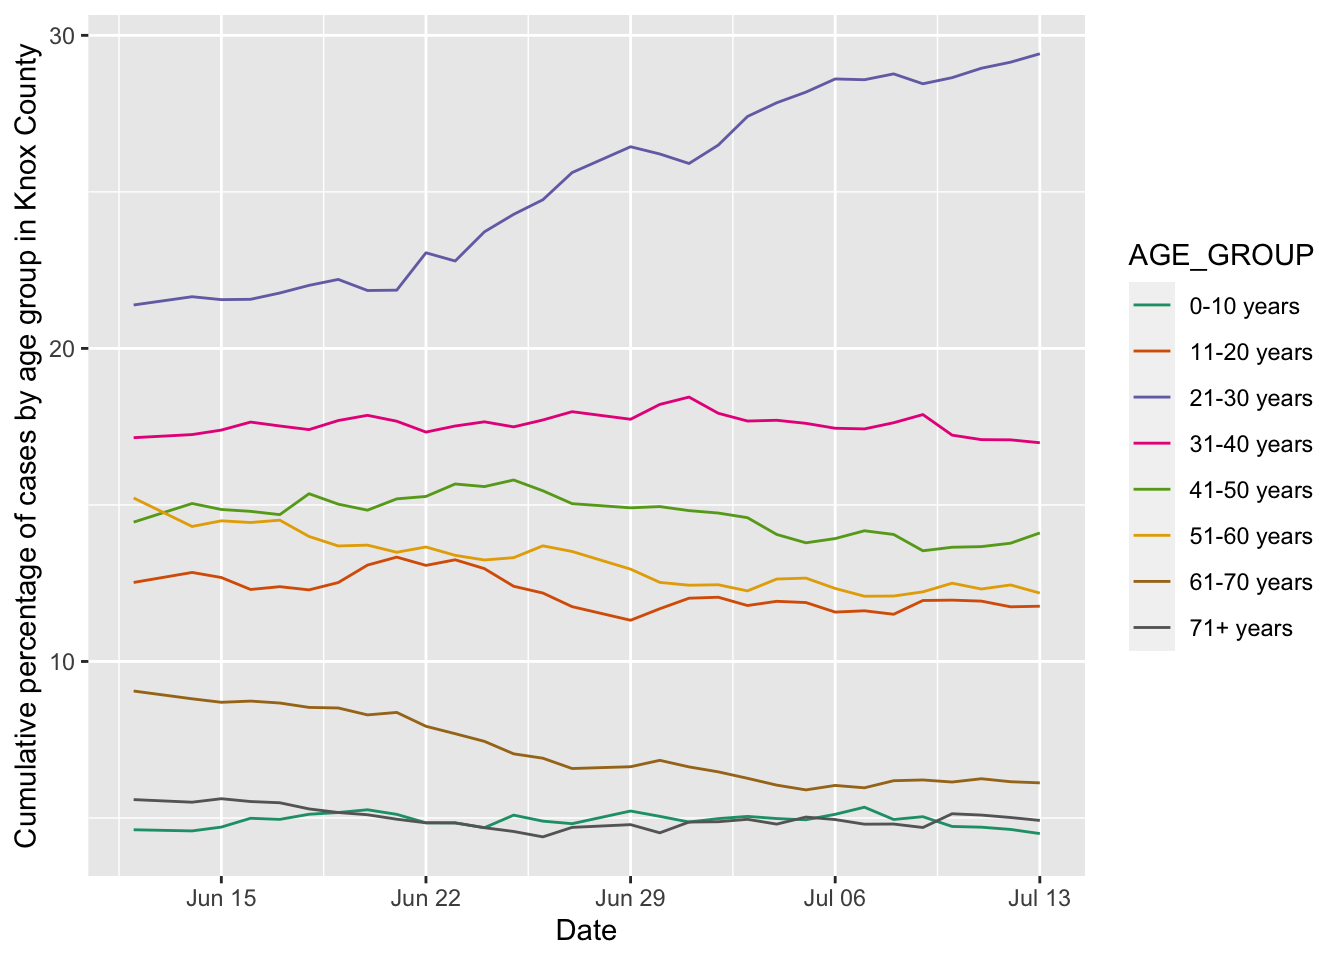 Cumulative percentage of cases by age group in Knox County
30
20
10
Jun 15
Jun 22
Jun 29
Jul 06
Jul 13
Date
AGE_GROUP
0-10 years
11-20 years
21-30 years
31-40 years
41-50 years
51-60 years
61-70 years
71+ years